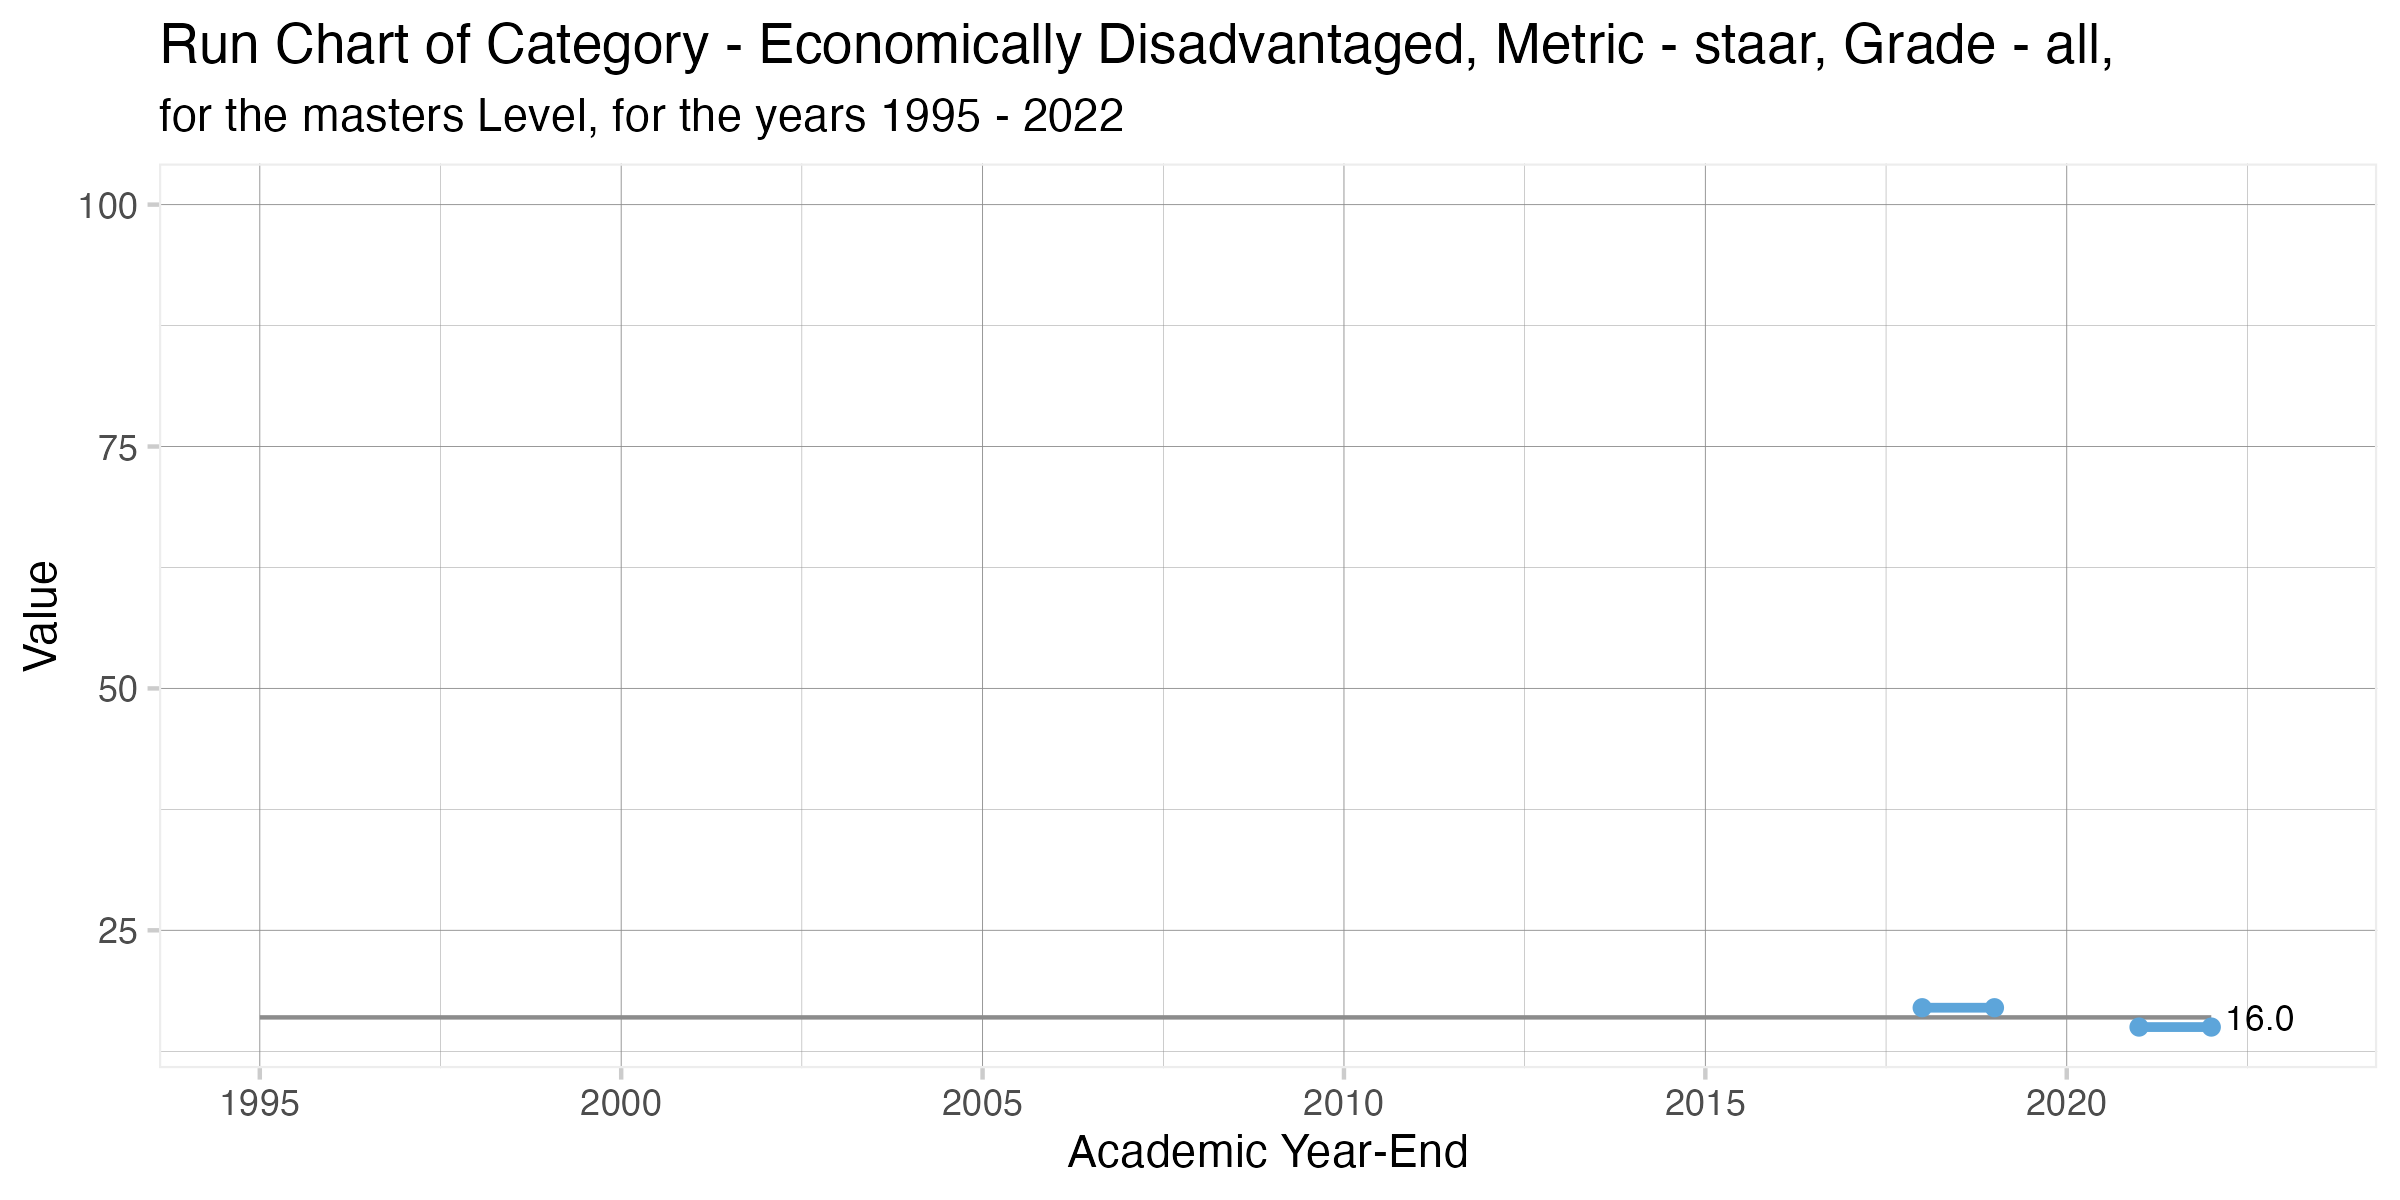 Run Chart of Category - Economically Disadvantaged, Metric - staar, Grade - all,
for the masters Level, for the years 1995 - 2022
100
75
50
25
Value
16.0
1995 2000 2005 2010 2015 2020
Academic Year-End